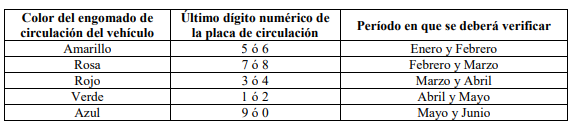 Color del engomado de circulación del vehículo | Último dígito numérico de la placa de circulación | Período en que se deberá verificar
Amarillo | 5 ó 6 | Enero y Febrero
Rosa | 7 ó 8 | Febrero y Marzo
Rojo | 3 ó 4 | Marzo y Abril
Verde | 1 ó 2 | Abril y Mayo
Azul | 9 ó 0 | Mayo y Junio